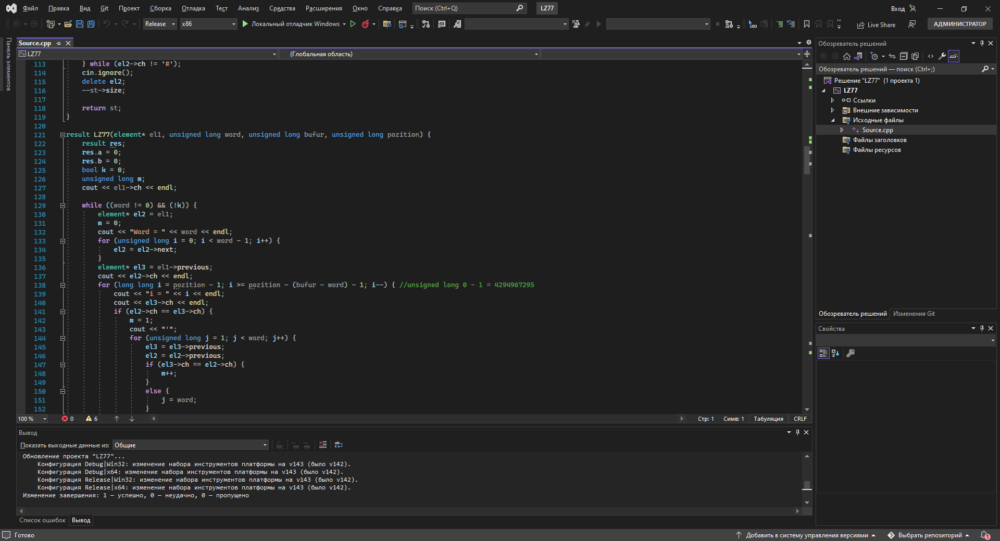 Файл Правка Вид Git Проект Сборка Отладка Тест Анализ Средства Расширения Окно Справка Поиск (Ctrl+Q) LZ77 Вход
Release x86 Локальный отладчик Windows Live Share АДМИНИСТРАТОР
Панель элементов
Source.cpp
LZ77 (Глобальная область)
113 } while (el2->ch != '#');
114 cin.ignore();
115 delete el2;
116 --st->size;
117
118 return st;
119 }
120
121 result LZ77(element* el1, unsigned long word, unsigned long bufur, unsigned long pozition) {
122 result res;
123 res.a = 0;
124 res.b = 0;
125 bool k = 0;
126 unsigned long m;
127 cout << el1->ch << endl;
128
129 while ((word != 0) && (!k)) {
130 element* el2 = el1;
131 m = 0;
132 cout << "Word = " << word << endl;
133 for (unsigned long i = 0; i < word - 1; i++) {
134 el2 = el2->next;
135 }
136 element* el3 = el1->previous;
137 cout << el2->ch << endl;
138 for (long long i = pozition - 1; i >= pozition - (bufur - word) - 1; i--) { //unsigned long 0 - 1 = 4294967295
139 cout << "i = " << i << endl;
140 cout << el3->ch << endl;
141 if (el2->ch == el3->ch) {
142 m = 1;
143 cout << "'";
144 for (unsigned long j = 1; j < word; j++) {
145 el3 = el3->previous;
146 el2 = el2->previous;
147 if (el3->ch == el2->ch) {
148 m++;
149 }
150 else {
151 j = word;
152 }
100 % 0 6 Стр: 1 Симв: 1 Табуляция CRLF
Вывод
Показать выходные данные из: Общие
Обновление проекта "LZ77"...
Конфигурация Debug|Win32: изменение набора инструментов платформы на v143 (было v142).
Конфигурация Debug|x64: изменение набора инструментов платформы на v143 (было v142).
Конфигурация Release|Win32: изменение набора инструментов платформы на v143 (было v142).
Конфигурация Release|x64: изменение набора инструментов платформы на v143 (было v142).
Изменение завершения: 1 — успешно, 0 — неудачно, 0 — пропущено
Список ошибок Вывод
Обозреватель решений
Обозреватель решений — поиск (Ctrl+;)
Решение "LZ77" (1 проекта 1)
LZ77
Ссылки
Внешние зависимости
Исходные файлы
Source.cpp
Файлы заголовков
Файлы ресурсов
Обозреватель решений Изменения Git
Свойства
Готово Добавить в систему управления версиями Выбрать репозиторий 1